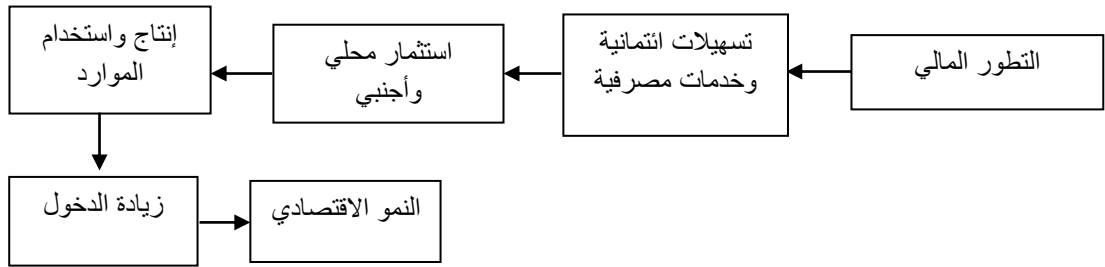 التطور المالي
تسهيلات ائتمانية
وخدمات مصرفية
استثمار محلي
وأجنبي
إنتاج واستخدام
الموارد
زيادة الدخول
النمو الاقتصادي